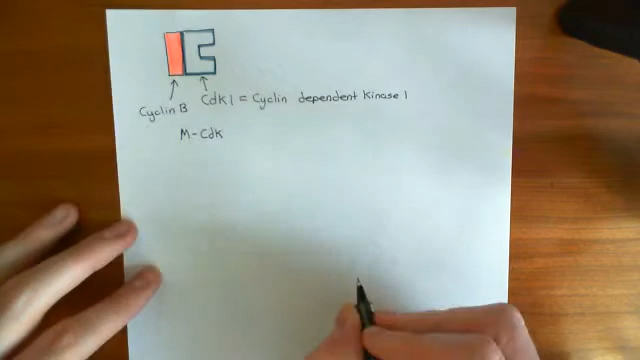 Cdk1 = Cyclin dependent Kinase 1
Cyclin B
M-Cdk